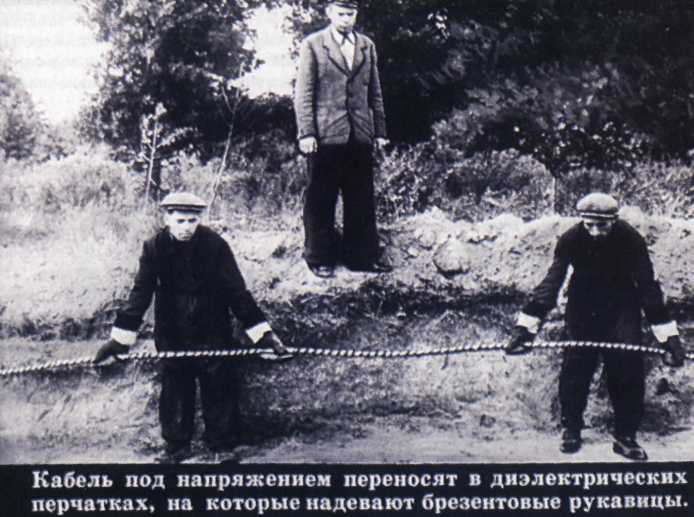 Кабель под напряжением переносят в диэлектрических
перчатках, на которые надевают брезентовые рукавицы.